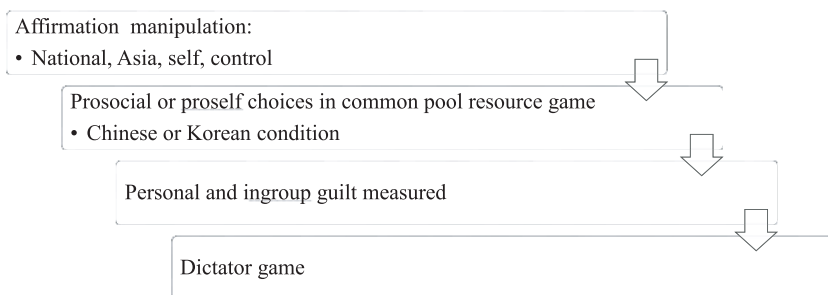 Affirmation manipulation:
• National, Asia, self, control
Prosocial or proself choices in common pool resource game
• Chinese or Korean condition
Personal and ingroup guilt measured
Dictator game